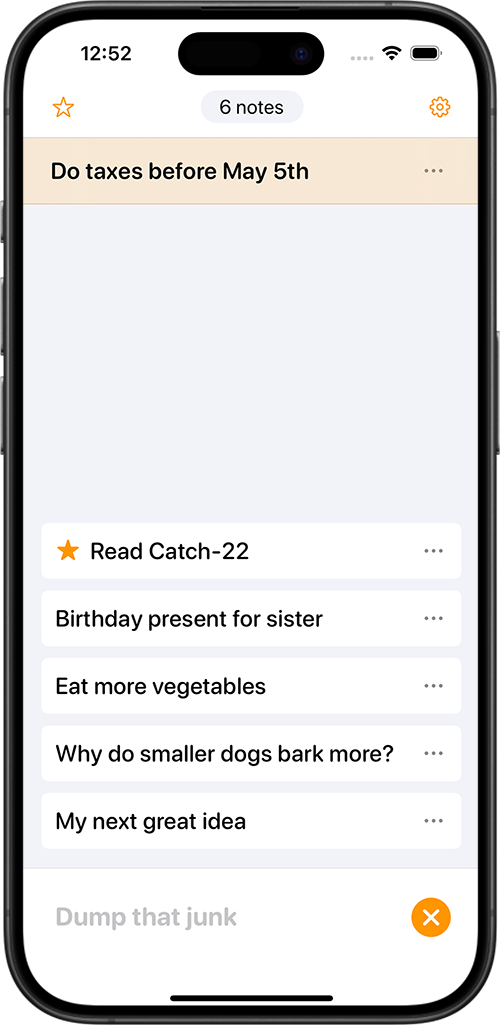 12:52
6 notes
Do taxes before May 5th
Read Catch-22
Birthday present for sister
Eat more vegetables
Why do smaller dogs bark more?
My next great idea
Dump that junk